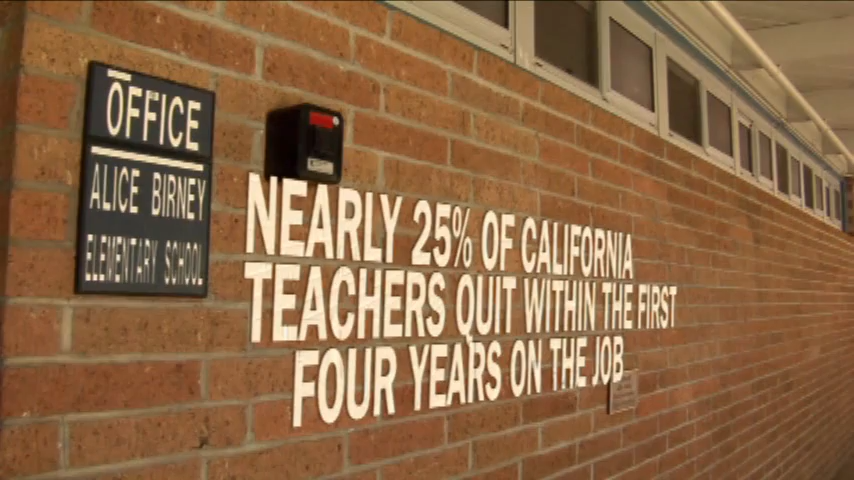 OFFICE
ALICE BIRNEY
ELEMENTARY SCHOOL
NEARLY 25% OF CALIFORNIA
TEACHERS QUIT WITHIN THE FIRST
FOUR YEARS ON THE JOB